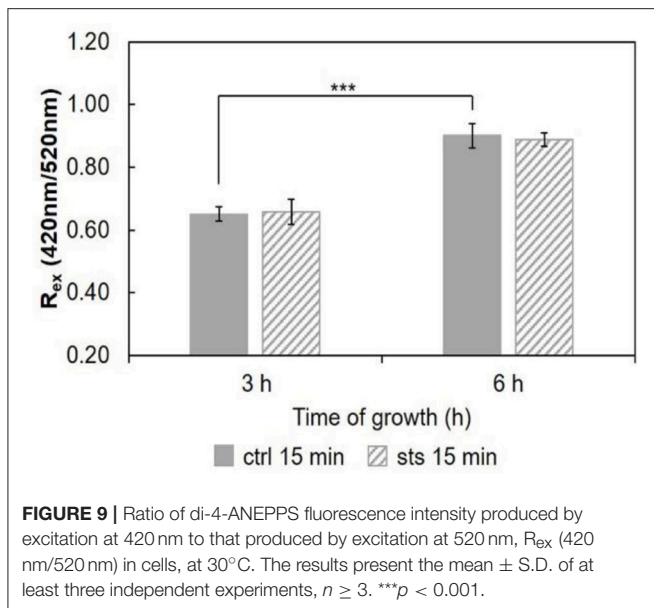 1.20
1.00
0.80
0.60
0.40
0.20
R_ex (420nm/520nm)
***
3 h 6 h
Time of growth (h)
ctrl 15 min sts 15 min
FIGURE 9 | Ratio of di-4-ANEPPS fluorescence intensity produced by
excitation at 420 nm to that produced by excitation at 520 nm, R_ex (420
nm/520 nm) in cells, at 30°C. The results present the mean ± S.D. of at
least three independent experiments, n ≥ 3. ***p < 0.001.